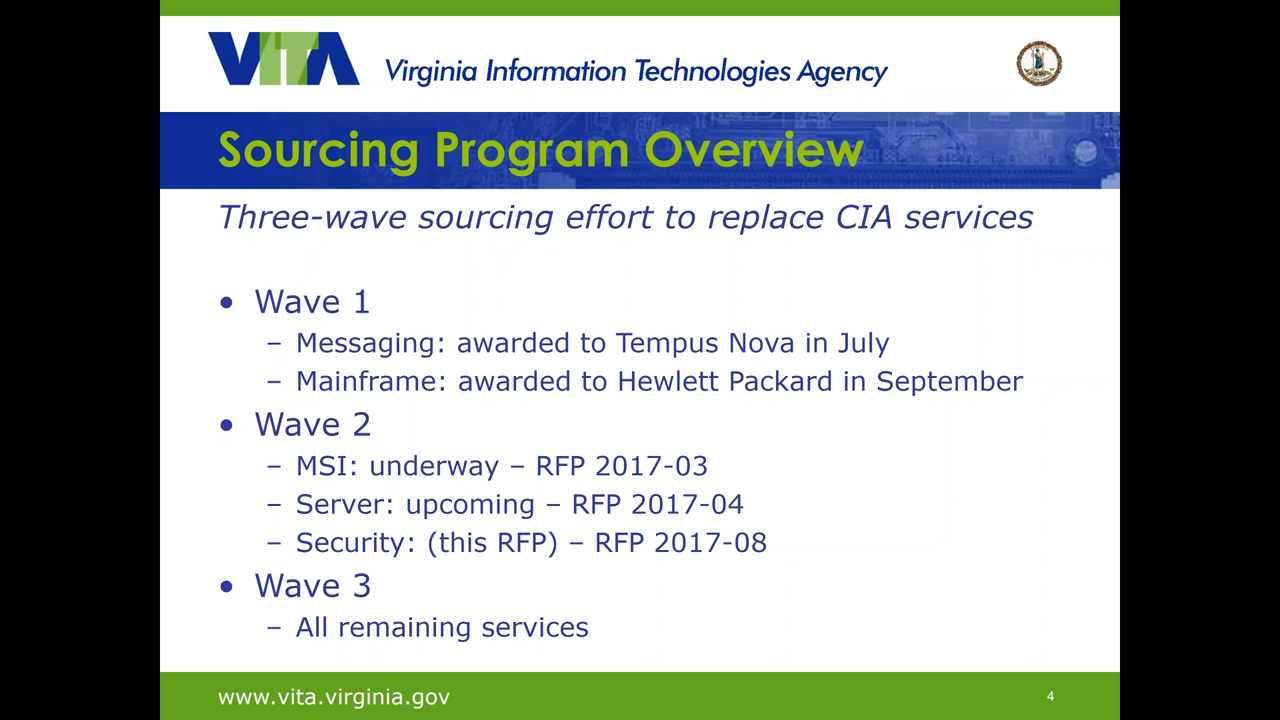 VITA
Virginia Information Technologies Agency
Sourcing Program Overview
Three-wave sourcing effort to replace CIA services
• Wave 1
– Messaging: awarded to Tempus Nova in July
– Mainframe: awarded to Hewlett Packard in September
• Wave 2
– MSI: underway – RFP 2017-03
– Server: upcoming – RFP 2017-04
– Security: (this RFP) – RFP 2017-08
• Wave 3
– All remaining services
www.vita.virginia.gov
4